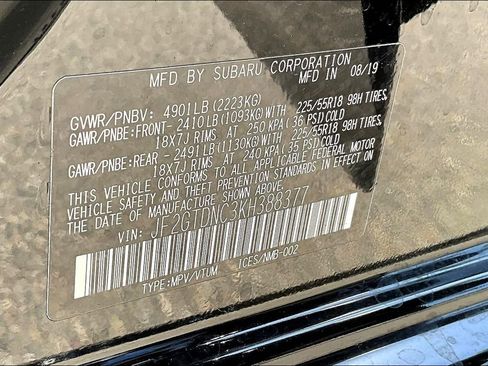 MFD BY SUBARU CORPORATION
MFD IN 08/19
GVWR/PNBV: 4901LB (2223KG)
GAWR/PNBE:FRONT-2410LB(1093KG)WITH 225/55R18 98H TIRES,
18X7J RIMS AT 250 KPA(36 PSI)COLD
GAWR/PNBE:REAR -2491LB(1130KG)WITH 225/55R18 98H TIRES,
18X7J RIMS AT 240 KPA(35 PSI)COLD
THIS VEHICLE CONFORMS TO ALL APPLICABLE FEDERAL MOTOR
VEHICLE SAFETY STANDARDS IN EFFECT ON THE DATE OF
MANUFACTURE SHOWN ABOVE.
VIN: JF2GTDNC3KH388377
TYPE:MPV/VTUM ICES/NMB-002